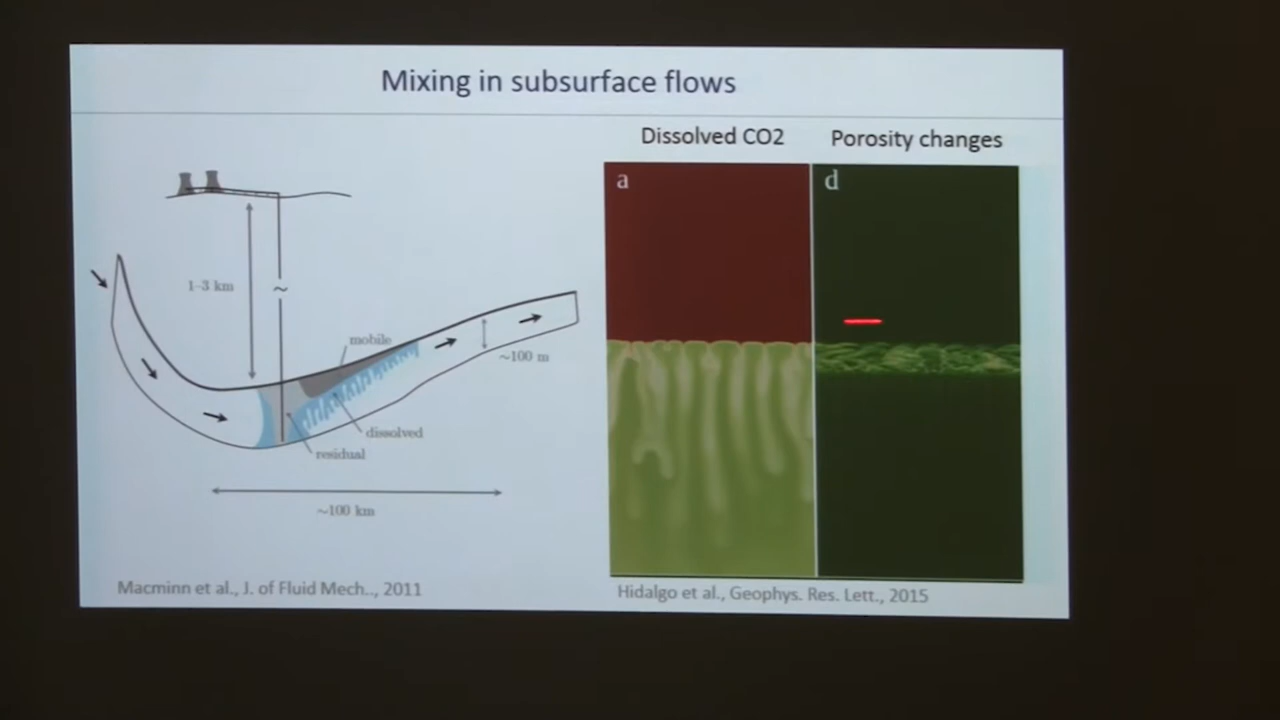 Mixing in subsurface flows
Dissolved CO2
Porosity changes
a
d
1-3 km
~
mobile
~100 m
dissolved
residual
~100 km
Macminn et al., J. of Fluid Mech.., 2011
Hidalgo et al., Geophys. Res. Lett., 2015